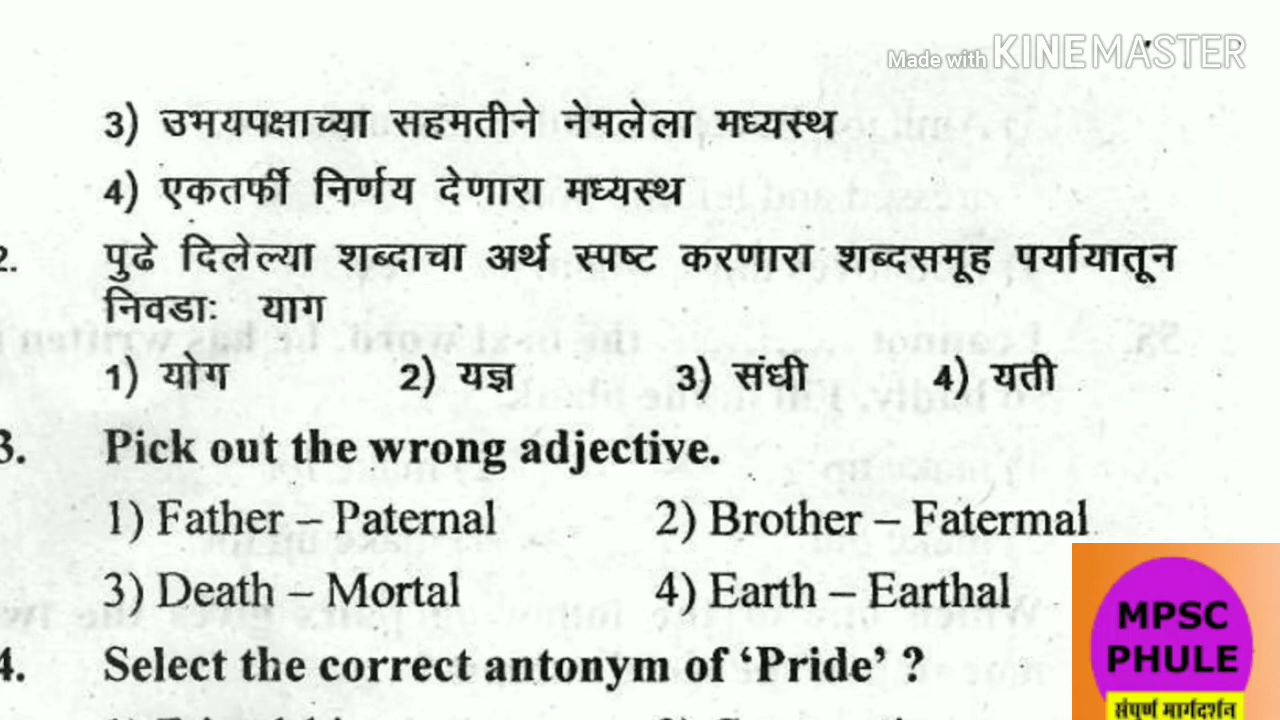 Made with KINEMASTER
3) उभयपक्षाच्या सहमतीने नेमलेला मध्यस्थ
4) एकतर्फी निर्णय देणारा मध्यस्थ
2. पुढे दिलेल्या शब्दाचा अर्थ स्पष्ट करणारा शब्दसमूह पर्यायातून
निवडाः याग
1) योग 2) यज्ञ 3) संधी 4) यती
3. Pick out the wrong adjective.
1) Father – Paternal 2) Brother – Fatermal
3) Death – Mortal 4) Earth – Earthal
4. Select the correct antonym of ‘Pride’ ?
MPSC
PHULE
संपूर्ण मार्गदर्शन